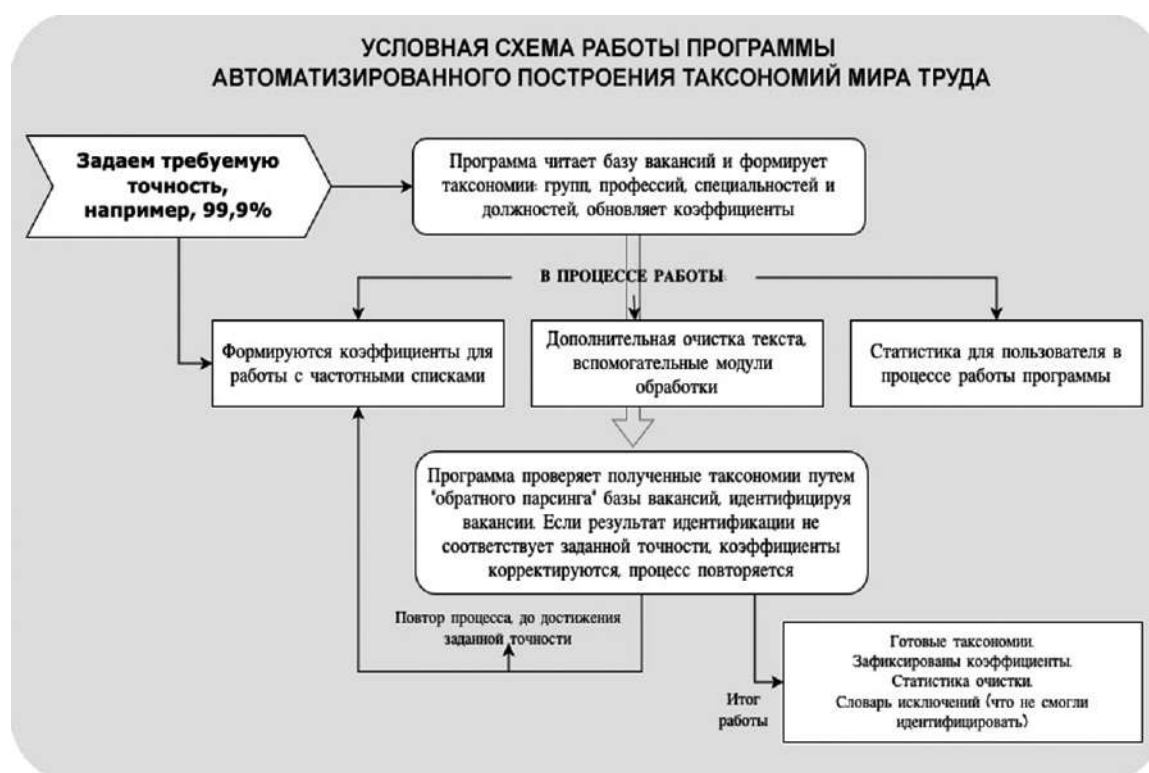 УСЛОВНАЯ СХЕМА РАБОТЫ ПРОГРАММЫ
АВТОМАТИЗИРОВАННОГО ПОСТРОЕНИЯ ТАКСОНОМИЙ МИРА ТРУДА
Задаем требуемую
точность,
например, 99,9%
Программа читает базу вакансий и формирует
таксономии: групп, профессий, специальностей и
должностей, обновляет коэффициенты
В ПРОЦЕССЕ РАБОТЫ:
Формируются коэффициенты для
работы с частотными списками
Дополнительная очистка текста,
вспомогательные модули
обработки
Статистика для пользователя в
процессе работы программы
Программа проверяет полученные таксономии путем
"обратного парсинга" базы вакансий, идентифицируя
вакансии. Если результат идентификации не
соответствует заданной точности, коэффициенты
корректируются, процесс повторяется
Повтор процесса, до достижения
заданной точности
Итог
работы
Готовые таксономии.
Зафиксированы коэффициенты.
Статистика очистки.
Словарь исключений (что не смогли
идентифицировать)